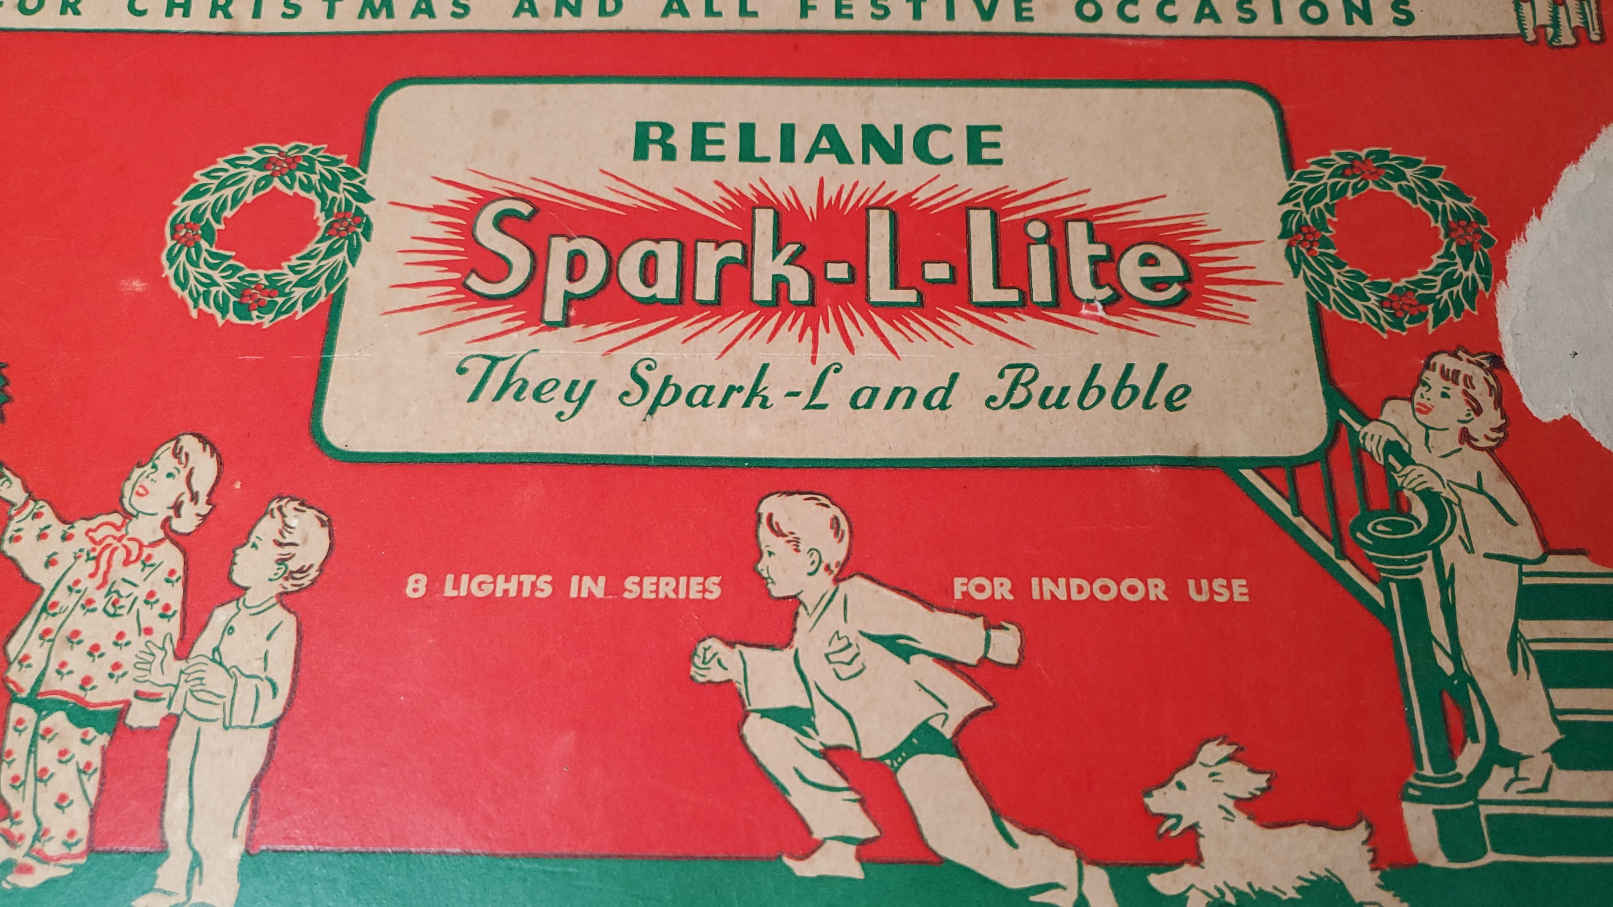 FOR CHRISTMAS AND ALL FESTIVE OCCASIONS
RELIANCE
Spark-L-Lite
They Spark-L and Bubble
8 LIGHTS IN SERIES
FOR INDOOR USE